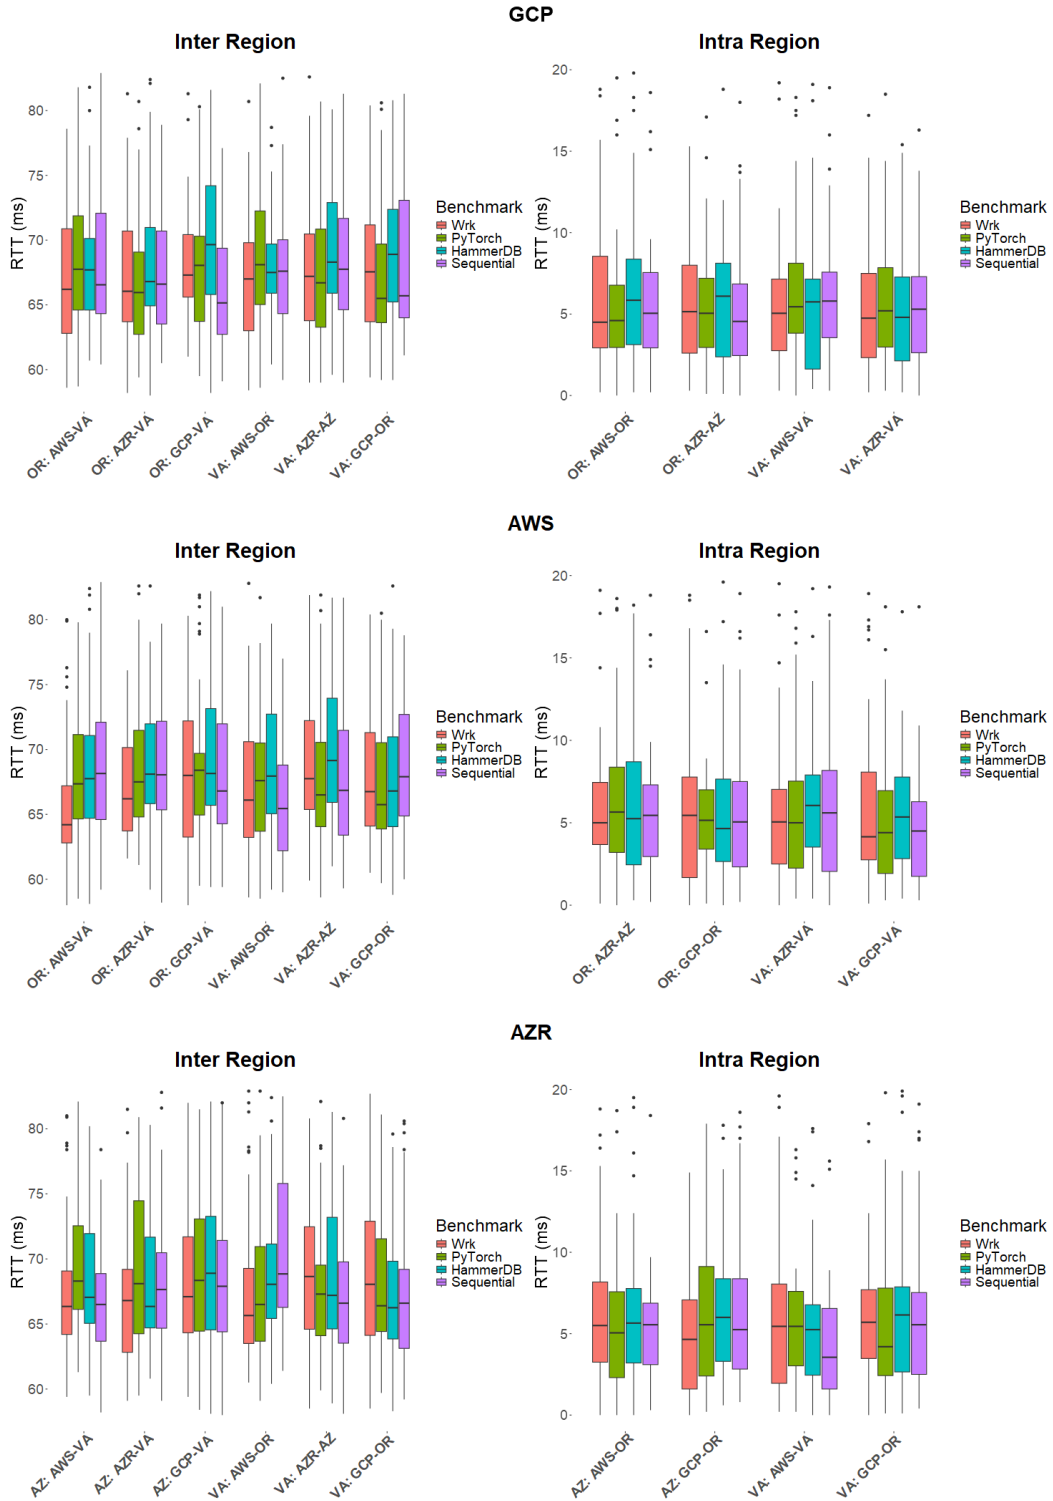 GCP
Inter Region
Intra Region
RTT (ms)
80
75
70
65
60
OR: AWS-VA
OR: AZR-VA
OR: GCP-VA
VA: AWS-OR
VA: AZR-AZ
VA: GCP-OR
Benchmark
Wrk
PyTorch
HammerDB
Sequential
RTT (ms)
20
15
10
5
0
OR: AWS-OR
OR: AZR-AZ
VA: AWS-VA
VA: AZR-VA
Benchmark
Wrk
PyTorch
HammerDB
Sequential
AWS
Inter Region
Intra Region
RTT (ms)
80
75
70
65
60
OR: AWS-VA
OR: AZR-VA
OR: GCP-VA
VA: AWS-OR
VA: AZR-AZ
VA: GCP-OR
Benchmark
Wrk
PyTorch
HammerDB
Sequential
RTT (ms)
20
15
10
5
0
OR: AZR-AZ
OR: GCP-OR
VA: AZR-VA
VA: GCP-VA
Benchmark
Wrk
PyTorch
HammerDB
Sequential
AZR
Inter Region
Intra Region
RTT (ms)
80
75
70
65
60
AZ: AWS-VA
AZ: AZR-VA
AZ: GCP-VA
VA: AWS-OR
VA: AZR-AZ
VA: GCP-OR
Benchmark
Wrk
PyTorch
HammerDB
Sequential
RTT (ms)
20
15
10
5
0
AZ: AWS-OR
AZ: GCP-OR
VA: AWS-VA
VA: GCP-OR
Benchmark
Wrk
PyTorch
HammerDB
Sequential